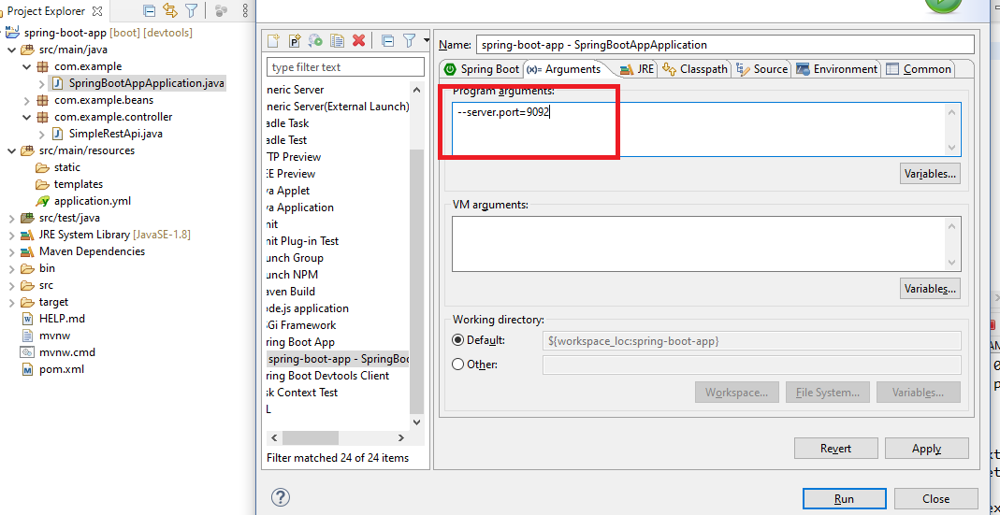 Project Explorer
spring-boot-app [boot] [devtools]
src/main/java
com.example
SpringBootAppApplication.java
com.example.beans
com.example.controller
SimpleRestApi.java
src/main/resources
static
templates
application.yml
src/test/java
JRE System Library [JavaSE-1.8]
Maven Dependencies
bin
src
target
HELP.md
mvnw
mvnw.cmd
pom.xml
type filter text
neric Server
neric Server(External Launch)
adle Task
adle Test
TP Preview
EE Preview
va Applet
va Application
nit
nit Plug-in Test
unch Group
unch NPM
aven Build
ode.js application
Gi Framework
ring Boot App
spring-boot-app - SpringBoo
ring Boot Devtools Client
sk Context Test
L
Filter matched 24 of 24 items
Name: spring-boot-app - SpringBootAppApplication
Spring Boot (x)= Arguments JRE Classpath Source Environment Common
Program arguments:
--server.port=9092
Variables...
VM arguments:
Variables...
Working directory:
Default: ${workspace_loc:spring-boot-app}
Other:
Workspace... File System... Variables...
Revert Apply
Run Close